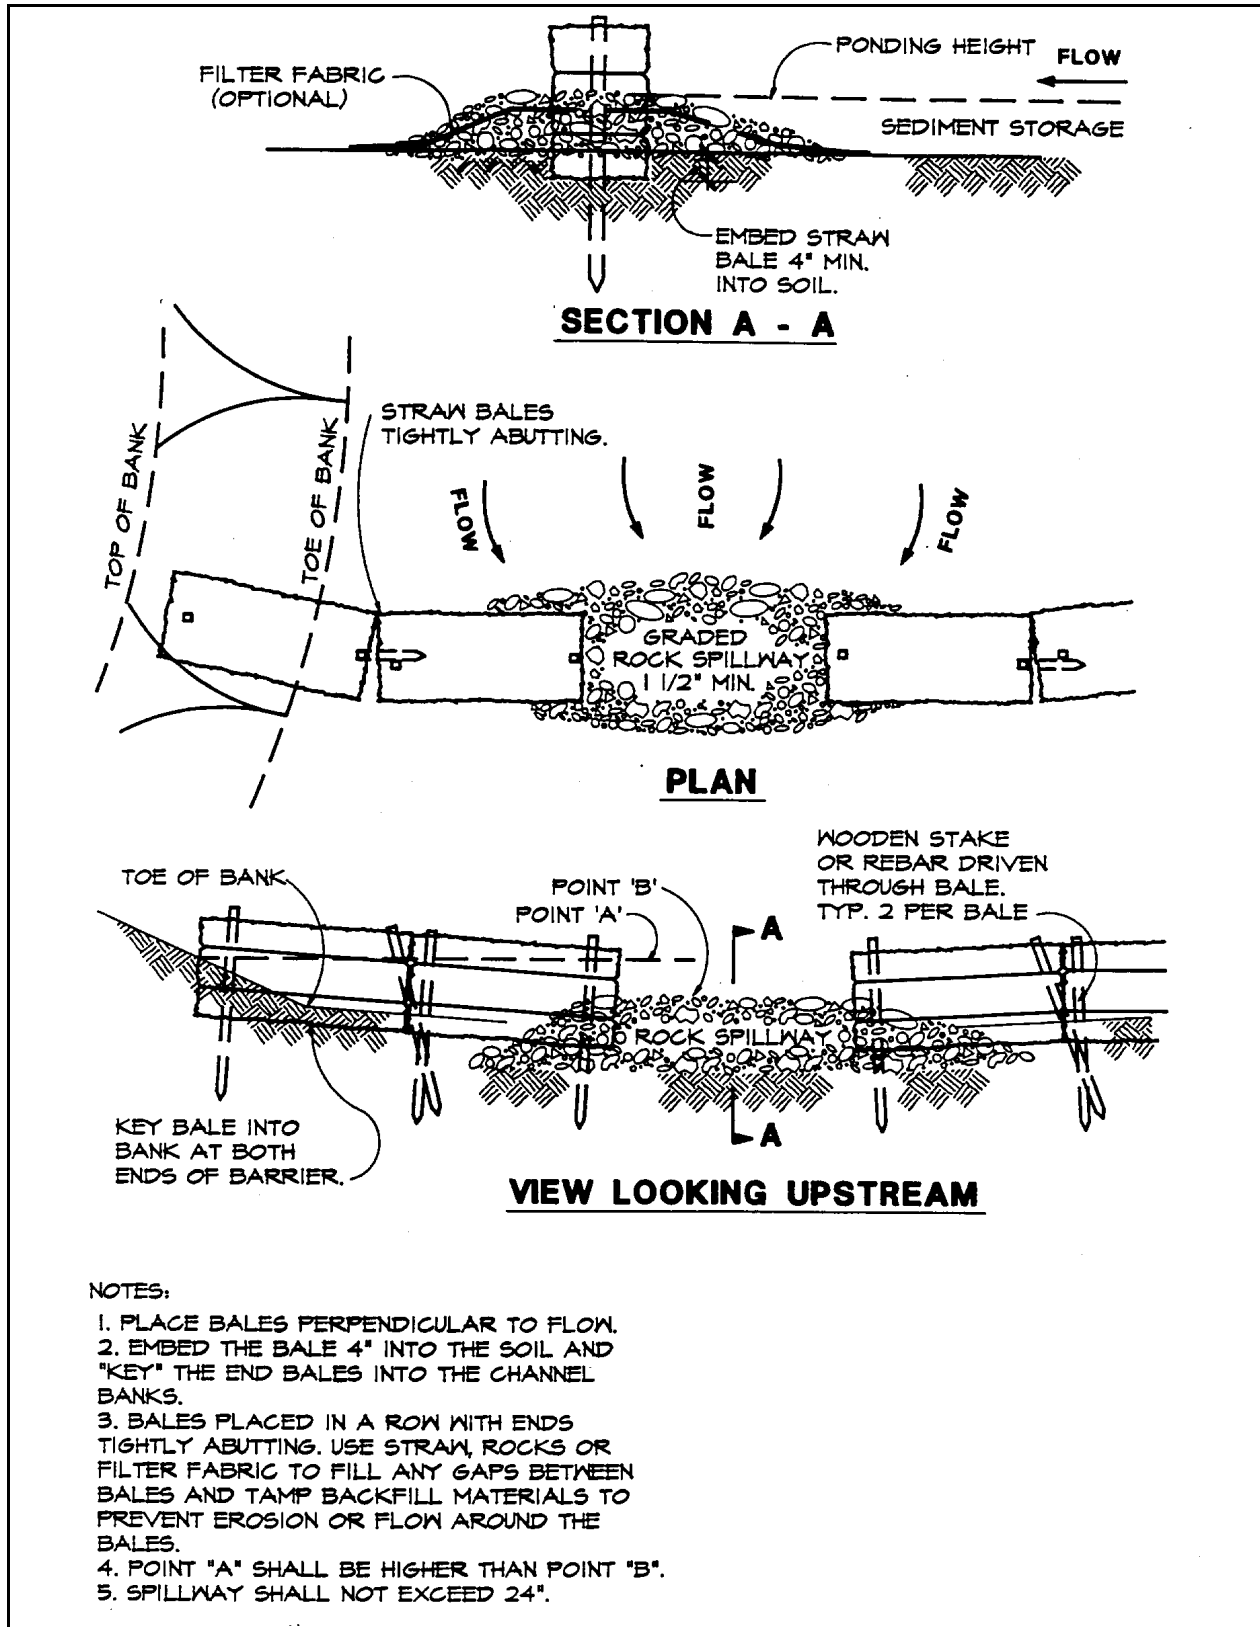 PONDING HEIGHT
FLOW
FILTER FABRIC
(OPTIONAL)
SEDIMENT STORAGE
EMBED STRAW
BALE 4" MIN.
INTO SOIL.
SECTION A - A
STRAW BALES
TIGHTLY ABUTTING.
TOP OF BANK
TOE OF BANK
FLOW
FLOW
FLOW
GRADED
ROCK SPILLWAY
1 1/2" MIN.
PLAN
WOODEN STAKE
OR REBAR DRIVEN
THROUGH BALE.
TYP. 2 PER BALE
TOE OF BANK
POINT 'B'
POINT 'A'
A
ROCK SPILLWAY
A
KEY BALE INTO
BANK AT BOTH
ENDS OF BARRIER.
VIEW LOOKING UPSTREAM
NOTES:
1. PLACE BALES PERPENDICULAR TO FLOW.
2. EMBED THE BALE 4" INTO THE SOIL AND
"KEY" THE END BALES INTO THE CHANNEL
BANKS.
3. BALES PLACED IN A ROW WITH ENDS
TIGHTLY ABUTTING. USE STRAW, ROCKS OR
FILTER FABRIC TO FILL ANY GAPS BETWEEN
BALES AND TAMP BACKFILL MATERIALS TO
PREVENT EROSION OR FLOW AROUND THE
BALES.
4. POINT "A" SHALL BE HIGHER THAN POINT "B".
5. SPILLWAY SHALL NOT EXCEED 24".